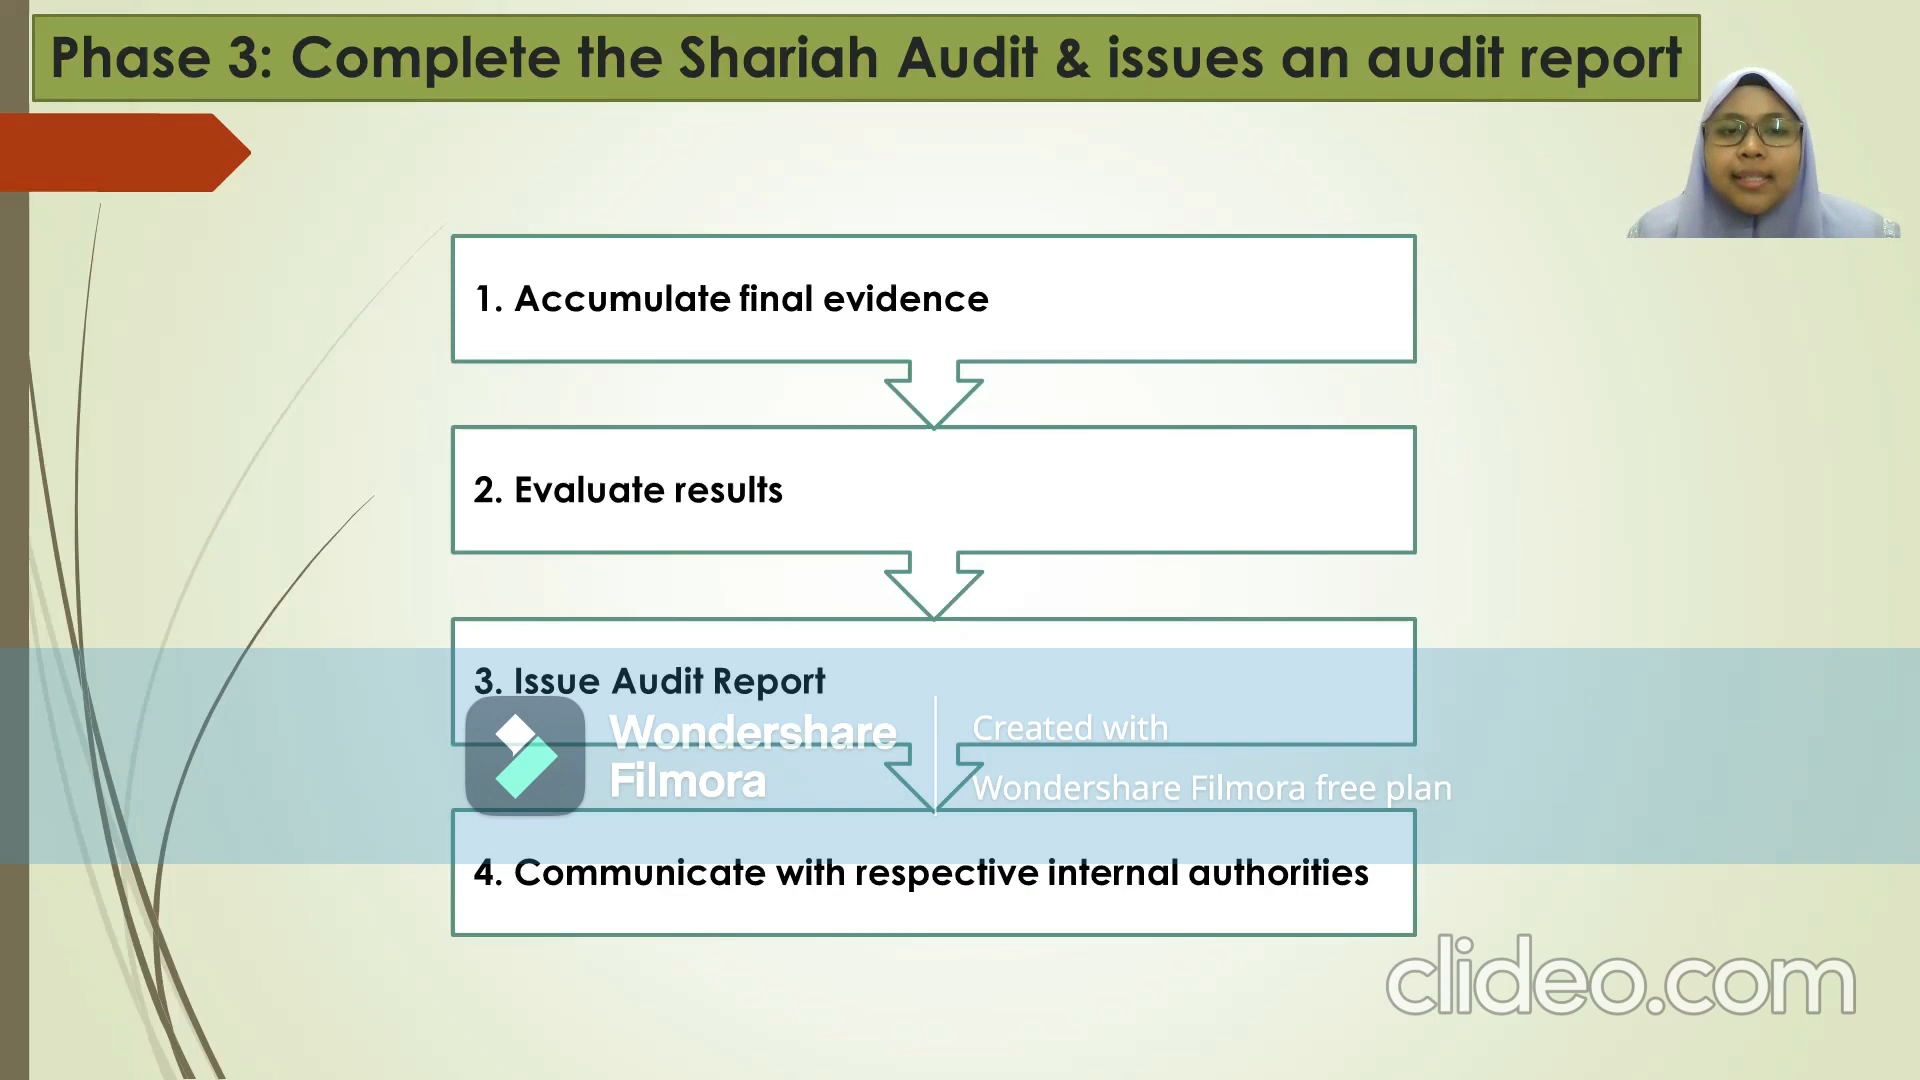 Phase 3: Complete the Shariah Audit & issues an audit report
1. Accumulate final evidence
2. Evaluate results
3. Issue Audit Report
Wondershare
Filmora
Created with
Wondershare Filmora free plan
4. Communicate with respective internal authorities
clideo.com